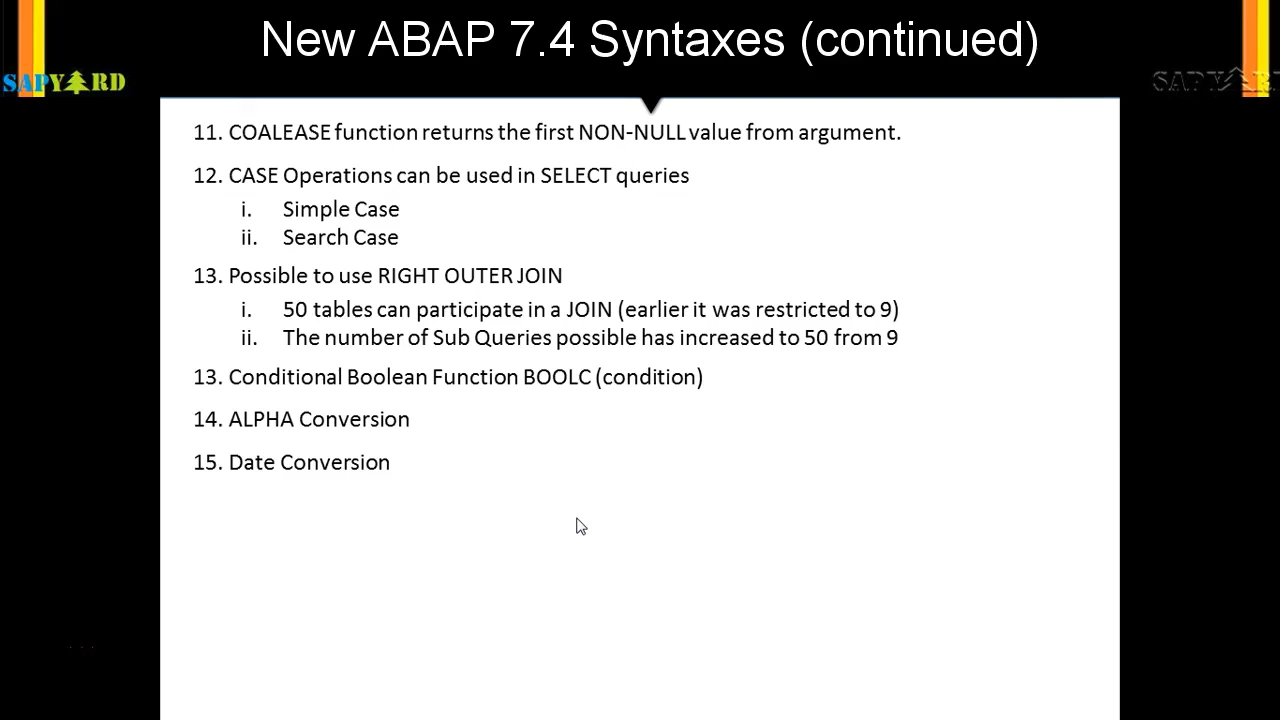 New ABAP 7.4 Syntaxes (continued)
SAPYARD
SAPYAR
11. COALEASE function returns the first NON-NULL value from argument.
12. CASE Operations can be used in SELECT queries
i. Simple Case
ii. Search Case
13. Possible to use RIGHT OUTER JOIN
i. 50 tables can participate in a JOIN (earlier it was restricted to 9)
ii. The number of Sub Queries possible has increased to 50 from 9
13. Conditional Boolean Function BOOLC (condition)
14. ALPHA Conversion
15. Date Conversion